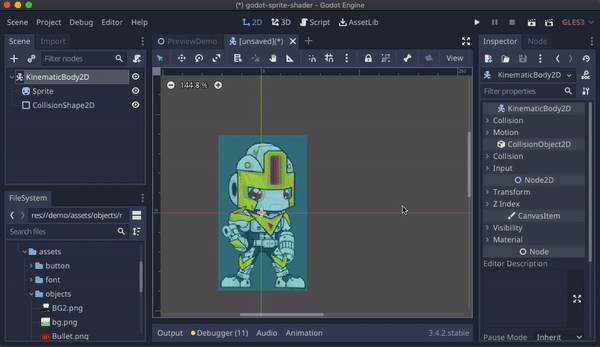 (*) godot-sprite-shader - Godot Engine
Scene Project Debug Editor Help
2D 3D Script AssetLib
GLES3
Scene Import
Filter nodes
KinematicBody2D
Sprite
CollisionShape2D
FileSystem
res://demo/assets/objects/r
Search files
assets
button
font
objects
BG2.png
bg.png
Bullet.png
PreviewDemo [unsaved](*)
View
144.8 %
0
250
Output Debugger (11) Audio Animation 3.4.2.stable
Inspector Node
KinematicBody2D
Filter properties
KinematicBody2D
Collision
Motion
CollisionObject2D
Collision
Input
Node2D
Transform
Z Index
CanvasItem
Visibility
Material
Node
Editor Description
Pause Mode Inherit